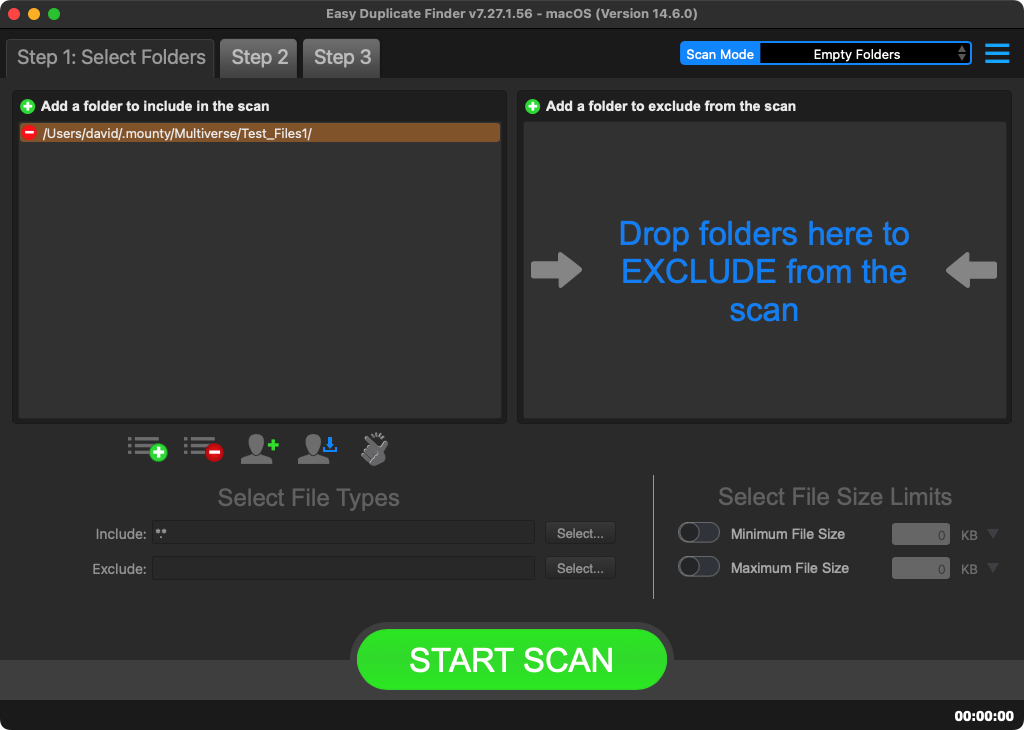 Easy Duplicate Finder v7.27.1.56 - macOS (Version 14.6.0)
Step 1: Select Folders
Step 2
Step 3
Scan Mode
Empty Folders
Add a folder to include in the scan
/Users/david/.mounty/Multiverse/Test_Files1/
Add a folder to exclude from the scan
Drop folders here to
EXCLUDE from the
scan
Select File Types
Include: *.*
Select...
Exclude:
Select...
Select File Size Limits
Minimum File Size
0
KB
Maximum File Size
0
KB
START SCAN
00:00:00